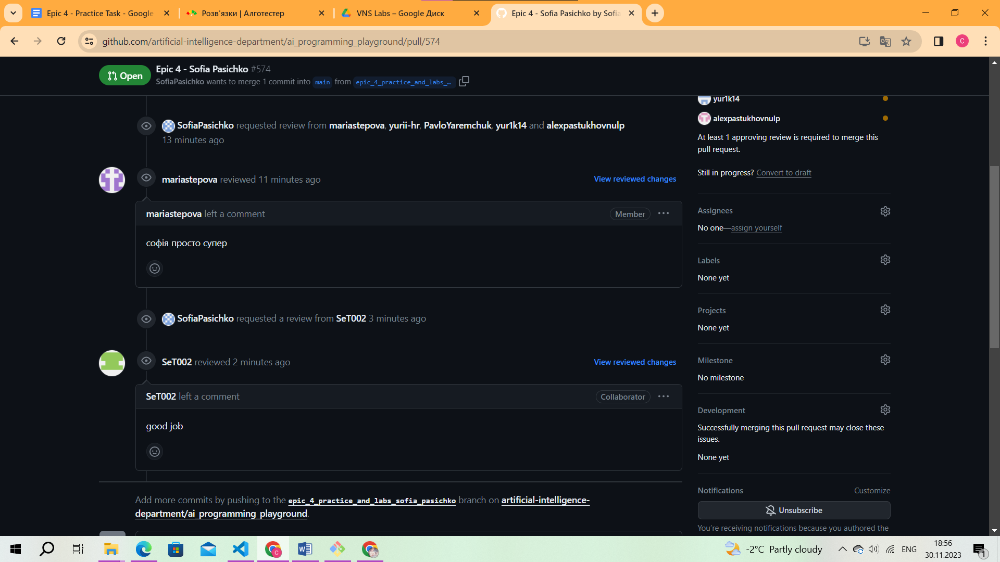 Epic 4 - Practice Task - Google
Розв'язки | Алготестер
VNS Labs – Google Диск
Epic 4 - Sofia Pasichko by Sofia
github.com/artificial-intelligence-department/ai_programming_playground/pull/574
C
Open
Epic 4 - Sofia Pasichko #574
SofiaPasichko wants to merge 1 commit into main from epic_4_practice_and_labs_…
SofiaPasichko requested review from mariastepova, yurii-hr, PavloYaremchuk, yur1k14 and alexpastukhovnulp
13 minutes ago
mariastepova reviewed 11 minutes ago
View reviewed changes
mariastepova left a comment
Member
софія просто супер
SofiaPasichko requested a review from SeT002 3 minutes ago
SeT002 reviewed 2 minutes ago
View reviewed changes
SeT002 left a comment
Collaborator
good job
Add more commits by pushing to the epic_4_practice_and_labs_sofia_pasichko branch on artificial-intelligence-
department/ai_programming_playground.
yur1k14
alexpastukhovnulp
At least 1 approving review is required to merge this
pull request.
Still in progress? Convert to draft
Assignees
No one—assign yourself
Labels
None yet
Projects
None yet
Milestone
No milestone
Development
Successfully merging this pull request may close these
issues.
None yet
Notifications
Customize
Unsubscribe
You're receiving notifications because you authored the
-2°C Partly cloudy
ENG
18:56
30.11.2023
1